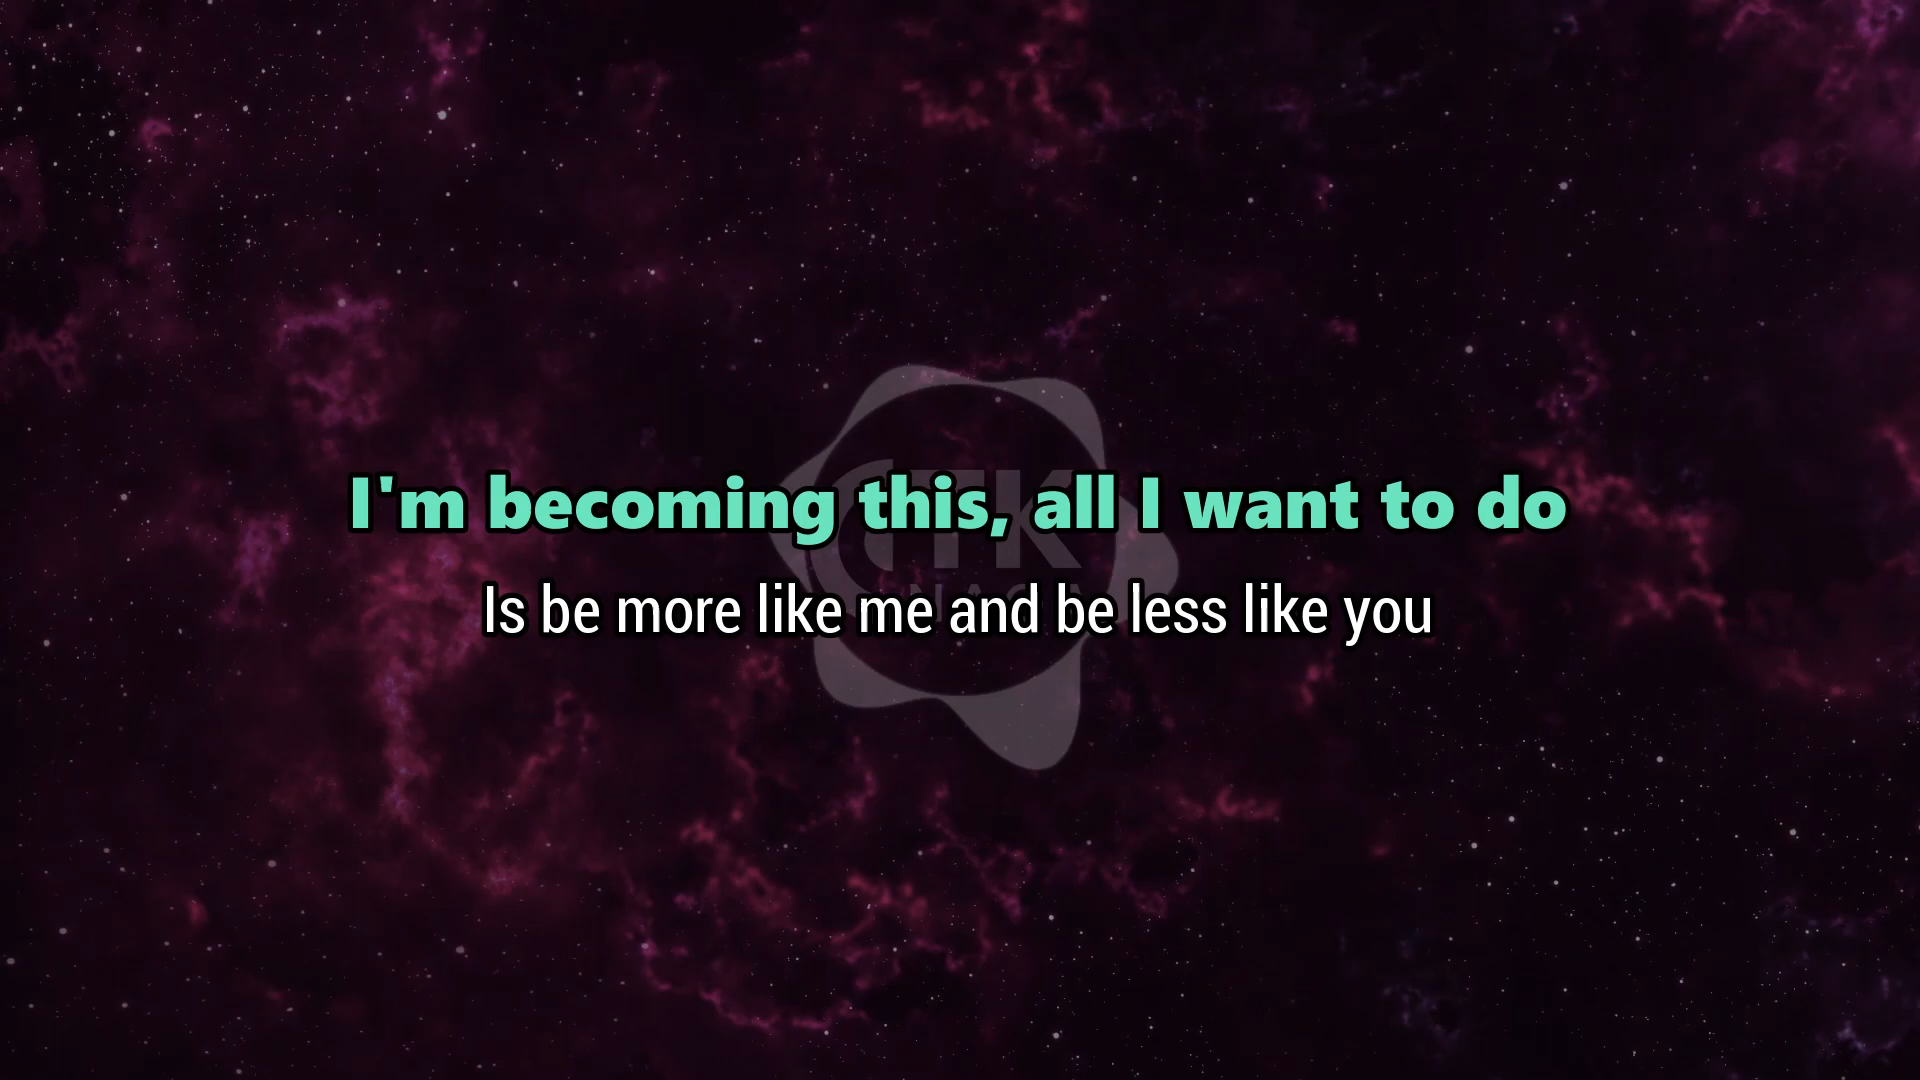 I'm becoming this, all I want to do
Is be more like me and be less like you